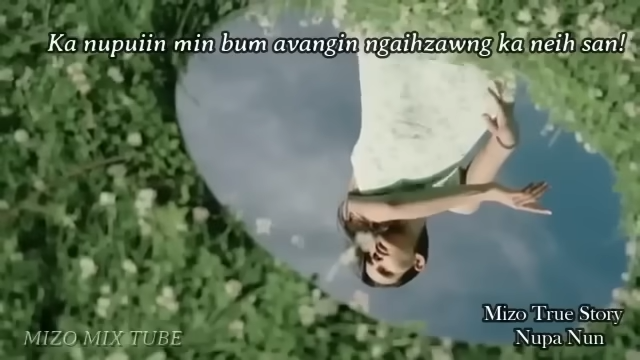 Ka nupuiin min bum avangin ngaihzawng ka neih san!
Mizo True Story
Nupa Nun
MIZO MIX TUBE